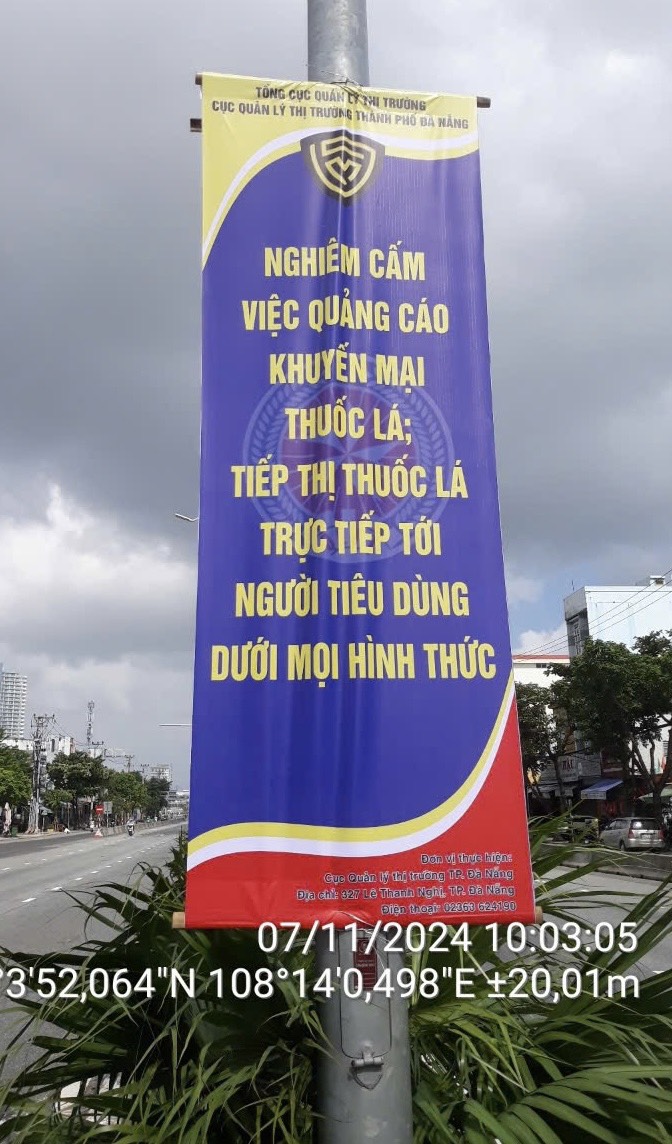 TỔNG CỤC QUẢN LÝ THỊ TRƯỜNG
CỤC QUẢN LÝ THỊ TRƯỜNG THÀNH PHỐ ĐÀ NẴNG
NGHIÊM CẤM
VIỆC QUẢNG CÁO
KHUYẾN MẠI
THUỐC LÁ;
TIẾP THỊ THUỐC LÁ
TRỰC TIẾP TỚI
NGƯỜI TIÊU DÙNG
DƯỚI MỌI HÌNH THỨC
Đơn vị thực hiện:
Cục Quản lý thị trường TP. Đà Nẵng
Địa chỉ: 327 Lê Thanh Nghị, TP. Đà Nẵng
Điện thoại: 02363 624190
07/11/2024 10:03:05
°3'52,064"N 108°14'0,498"E ±20,01m